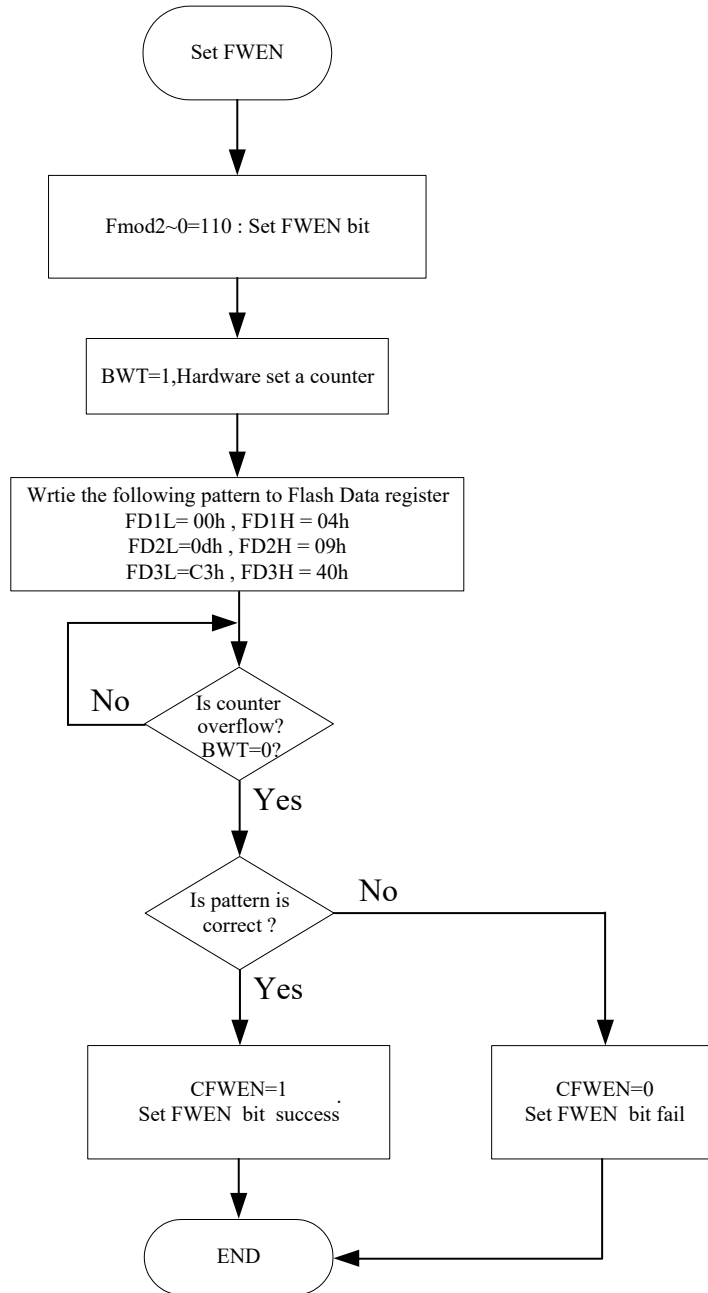 Set FWEN
Fmod2~0=110 : Set FWEN bit
BWT=1,Hardware set a counter
Wrtie the following pattern to Flash Data register
FD1L= 00h , FD1H = 04h
FD2L=0dh , FD2H = 09h
FD3L=C3h , FD3H = 40h
No
Is counter
overflow?
BWT=0?
Yes
Is pattern is
correct ?
No
Yes
CFWEN=1
Set FWEN bit success.
CFWEN=0
Set FWEN bit fail
END